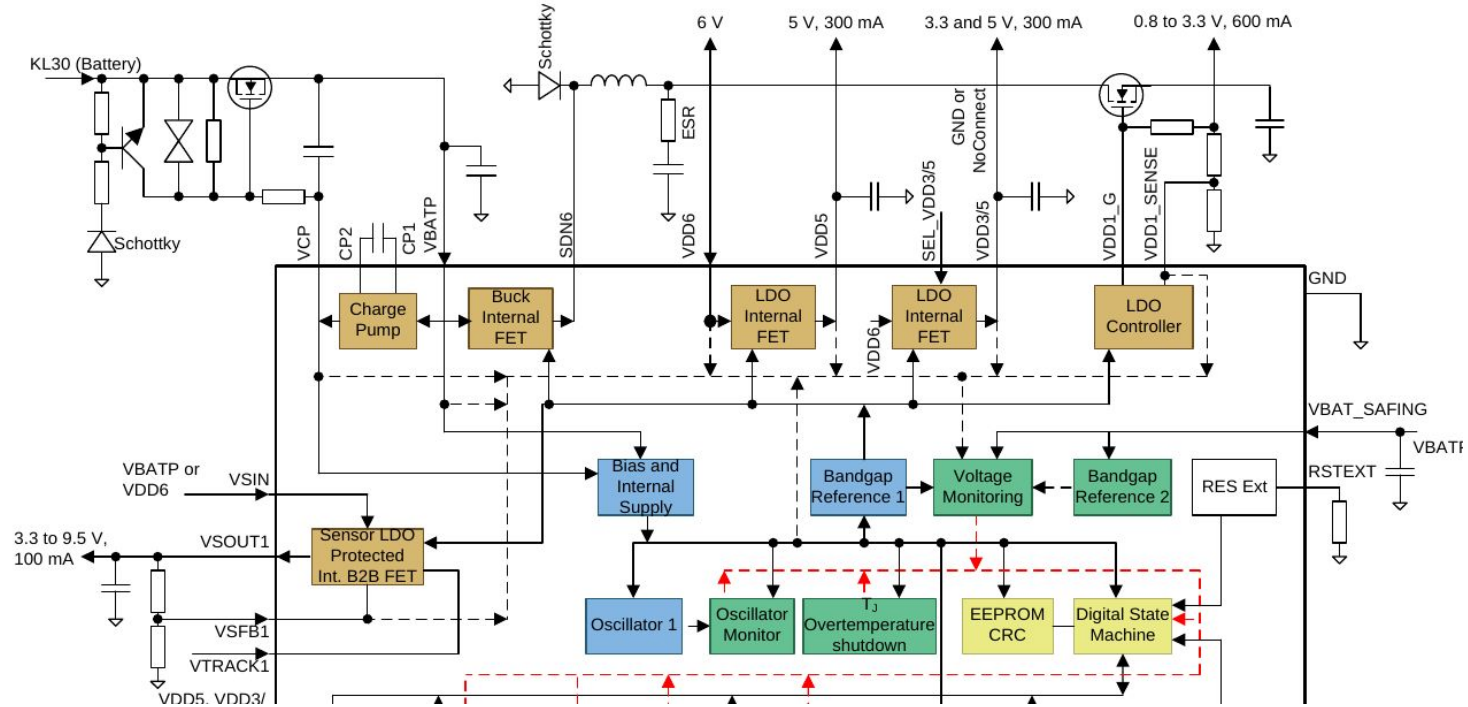 6 V
5 V, 300 mA
3.3 and 5 V, 300 mA
0.8 to 3.3 V, 600 mA
KL30 (Battery)
Schottky
ESR
GND or
NoConnect
Schottky
VCP
CP2
CP1
VBATP
SDN6
VDD6
VDD5
SEL_VDD3/5
VDD3/5
VDD1_G
VDD1_SENSE
GND
Charge
Pump
Buck
Internal
FET
LDO
Internal
FET
VDD6
LDO
Internal
FET
LDO
Controller
VBAT_SAFING
VBATP
VBATP or
VDD6
VSIN
Bias and
Internal
Supply
Bandgap
Reference 1
Voltage
Monitoring
Bandgap
Reference 2
RES Ext
RSTEXT
3.3 to 9.5 V,
100 mA
VSOUT1
Sensor LDO
Protected
Int. B2B FET
Oscillator 1
Oscillator
Monitor
TJ
Overtemperature
shutdown
EEPROM
CRC
Digital State
Machine
VSFB1
VTRACK1
VDD5, VDD3/